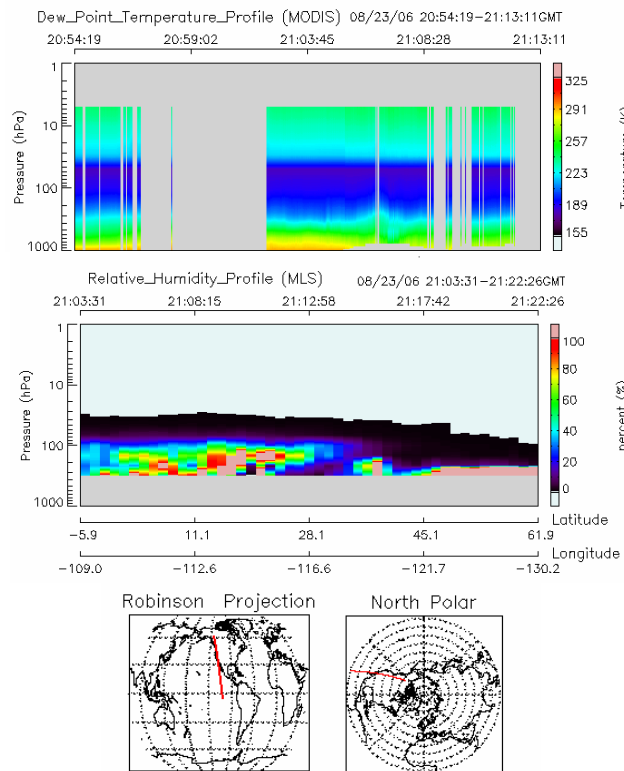 Dew_Point_Temperature_Profile (MODIS) 08/23/06 20:54:19-21:13:11GMT
20:54:19 20:59:02 21:03:45 21:08:28 21:13:11
Pressure (hPa)
1
10
100
1000
325
291
257
223
189
155
Relative_Humidity_Profile (MLS) 08/23/06 21:03:31-21:22:26GMT
21:03:31 21:08:15 21:12:58 21:17:42 21:22:26
Pressure (hPa)
1
10
100
1000
100
80
60
40
20
0
percent (%)
Latitude
-5.9 11.1 28.1 45.1 61.9
Longitude
-109.0 -112.6 -116.6 -121.7 -130.2
Robinson Projection North Polar